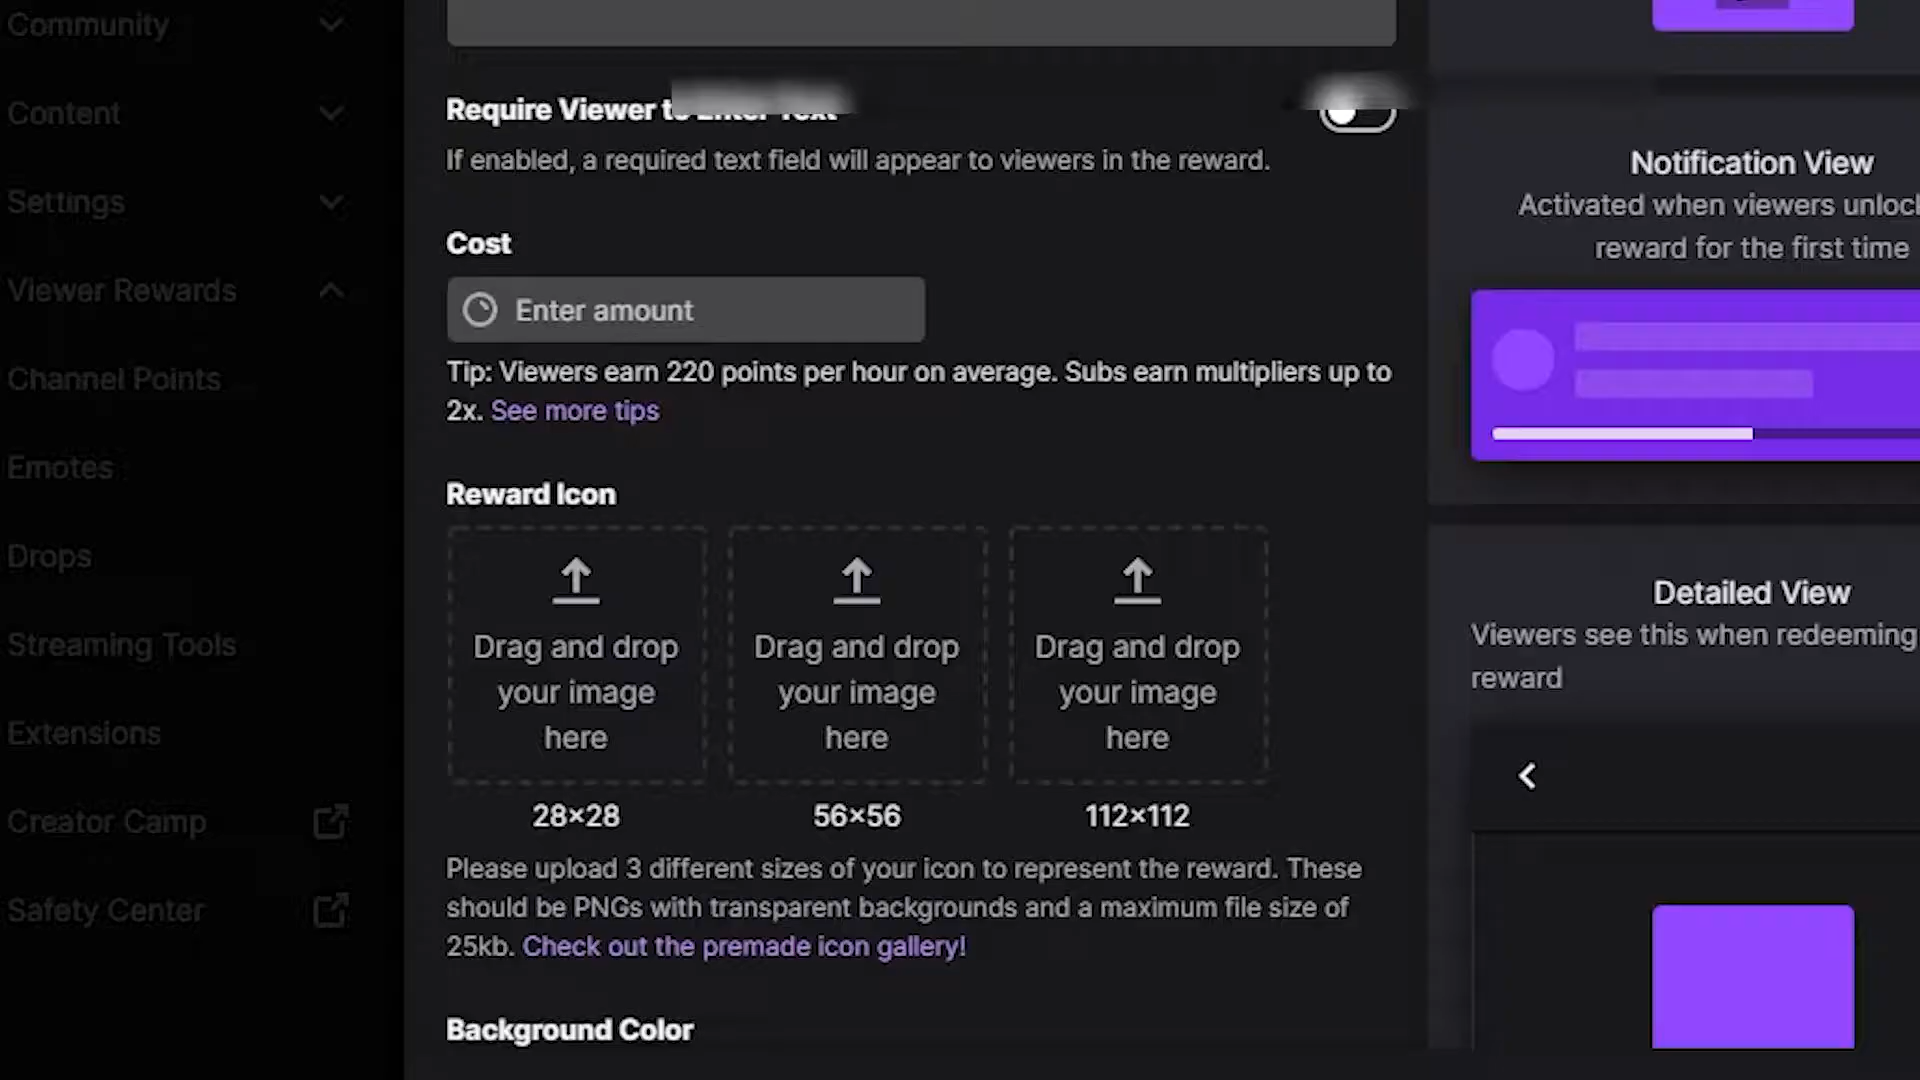 Community
Content
Settings
Viewer Rewards
Channel Points
Emotes
Drops
Streaming Tools
Extensions
Creator Camp
Safety Center
Require Viewer to Enter Text
If enabled, a required text field will appear to viewers in the reward.
Cost
Enter amount
Tip: Viewers earn 220 points per hour on average. Subs earn multipliers up to
2x. See more tips
Reward Icon
Drag and drop
your image
here
28×28
Drag and drop
your image
here
56×56
Drag and drop
your image
here
112×112
Please upload 3 different sizes of your icon to represent the reward. These
should be PNGs with transparent backgrounds and a maximum file size of
25kb. Check out the premade icon gallery!
Background Color
Notification View
Activated when viewers unlock
reward for the first time
Detailed View
Viewers see this when redeeming
reward